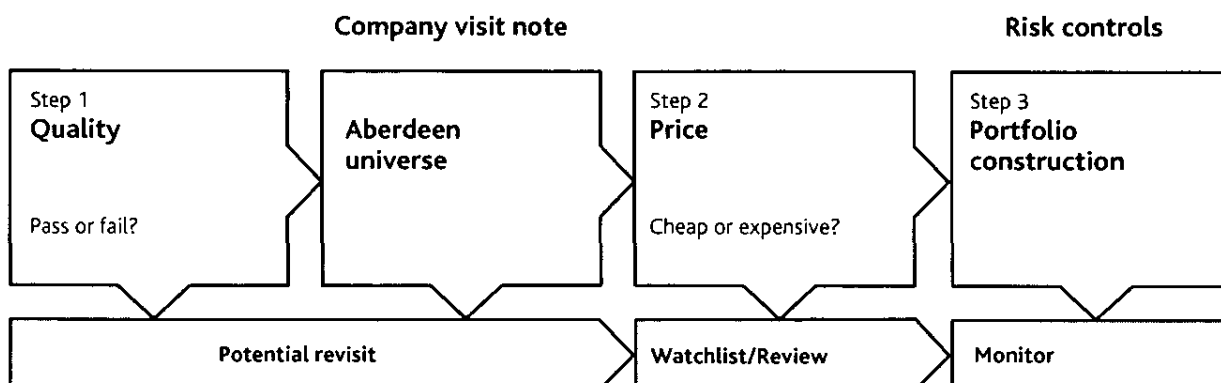 Company visit note
Risk controls
Step 1
Quality
Pass or fail?
Aberdeen
universe
Step 2
Price
Cheap or expensive?
Step 3
Portfolio
construction
Potential revisit
Watchlist/Review
Monitor